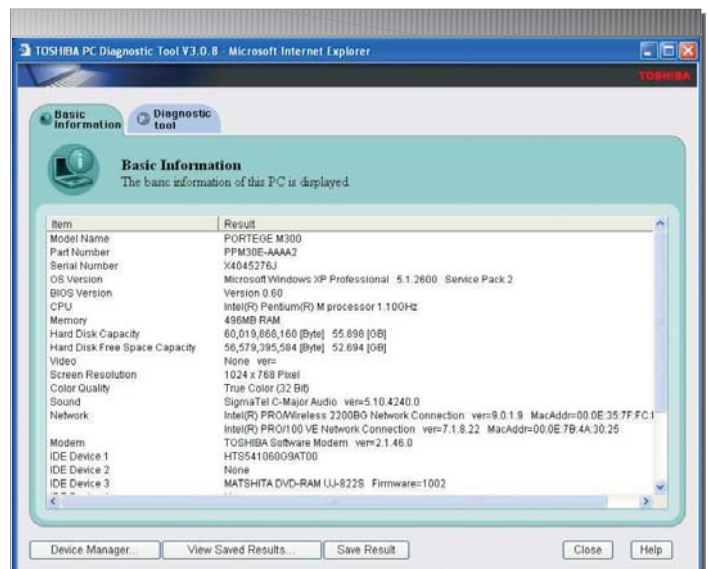 TOSHIBA PC Diagnostic Tool V3.0.8 - Microsoft Internet Explorer
TOSHIBA
Basic Information
Diagnostic tool
Basic Information
The basic information of this PC is displayed.
Item Result
Model Name PORTEGE M300
Part Number PPM30E-AAAA2
Serial Number X4045276J
OS Version Microsoft Windows XP Professional 5.1.2600 Service Pack 2
BIOS Version Version 0.60
CPU Intel(R) Pentium(R) M processor 1.10GHz
Memory 496MB RAM
Hard Disk Capacity 60,019,868,160 [Byte] 55.898 [GB]
Hard Disk Free Space Capacity 56,579,395,584 [Byte] 52.694 [GB]
Video None ver=
Screen Resolution 1024 x 768 Pixel
Color Quality True Color (32 Bit)
Sound SigmaTel C-Major Audio ver=5.10.4240.0
Network Intel(R) PRO/Wireless 2200BG Network Connection ver=9.0.1.9 MacAddr=00:0E:35:7F:FC:
Intel(R) PRO/100 VE Network Connection ver=7.1.8.22 MacAddr=00:0E:7B:4A:30:25
Modem TOSHIBA Software Modem ver=2.1.46.0
IDE Device 1 HTS541060G9AT00
IDE Device 2 None
IDE Device 3 MATSHITA DVD-RAM UJ-822S Firmware=1002
Device Manager... View Saved Results... Save Result Close Help